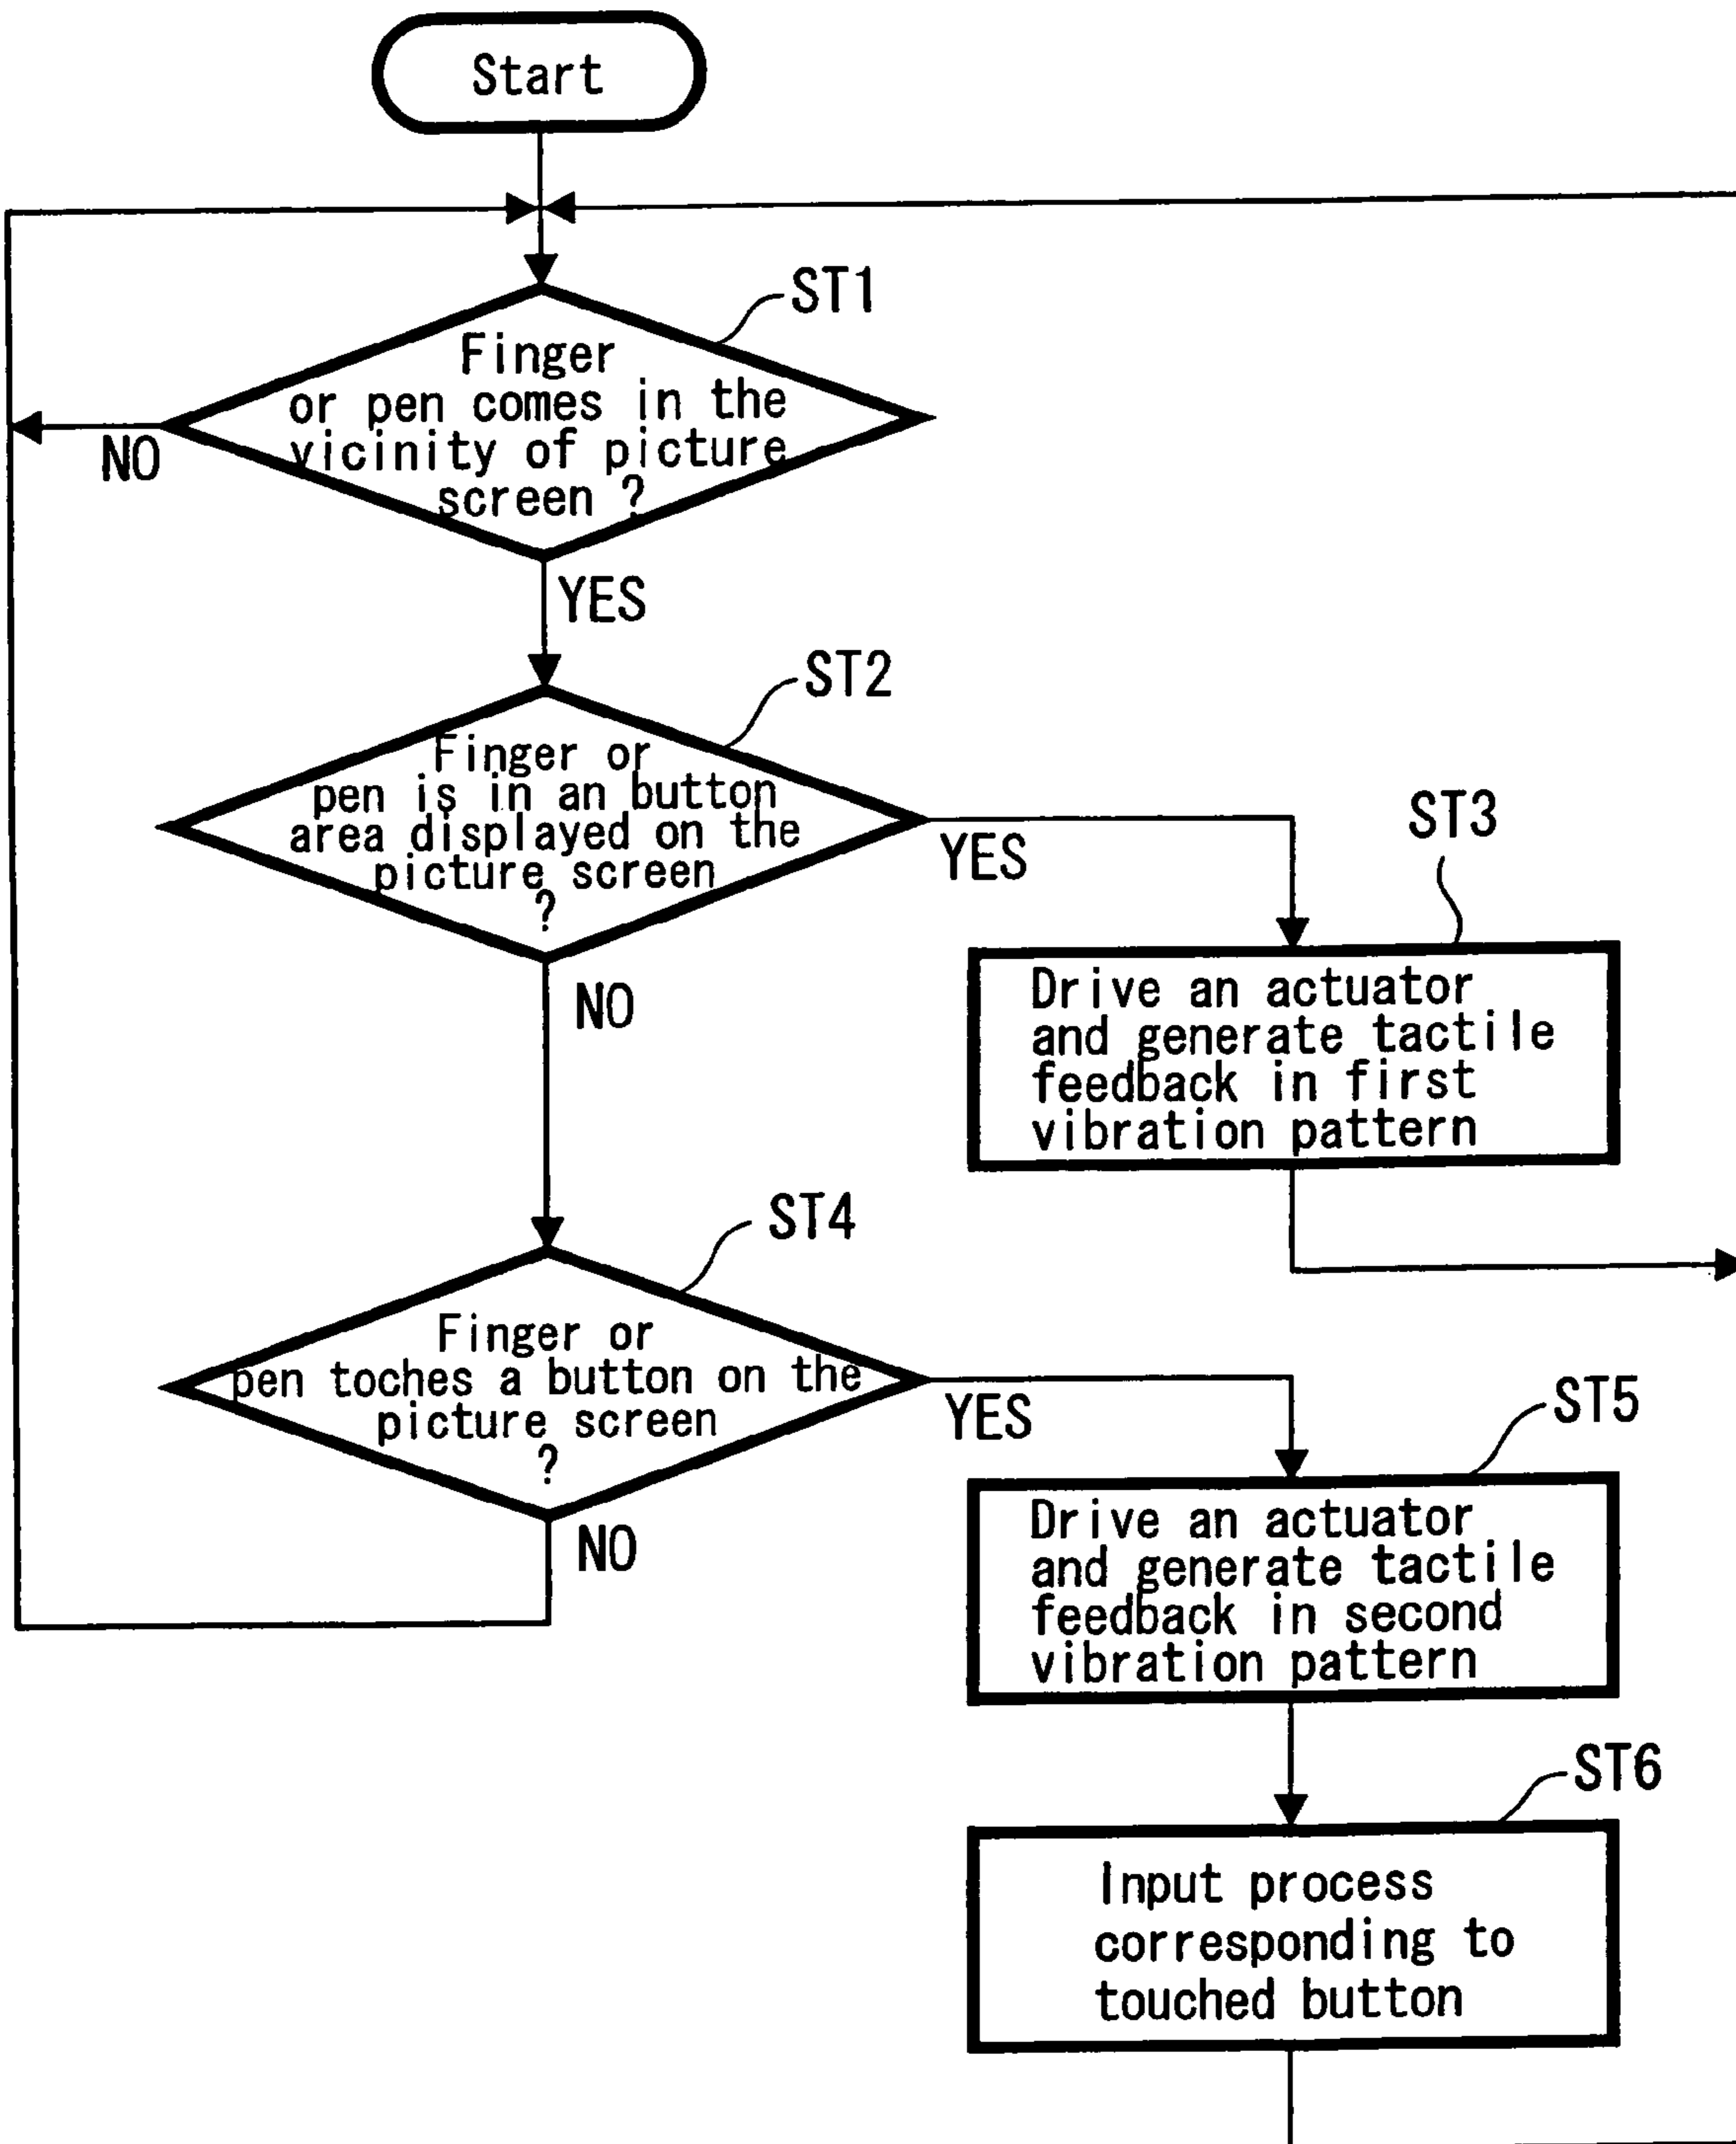 Start
ST1
Finger
or pen comes in the
vicinity of picture
screen ?
NO
YES
ST2
Finger or
pen is in an button
area displayed on the
picture screen
?
YES
NO
ST3
Drive an actuator
and generate tactile
feedback in first
vibration pattern
ST4
Finger or
pen toches a button on the
picture screen
?
YES
NO
ST5
Drive an actuator
and generate tactile
feedback in second
vibration pattern
ST6
Input process
corresponding to
touched button